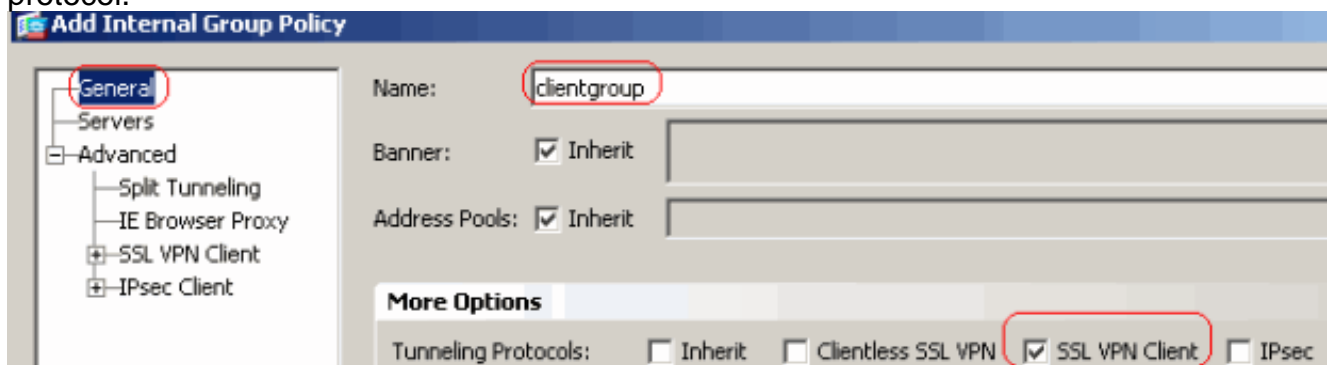 protocol.
Add Internal Group Policy
General
Servers
Advanced
Split Tunneling
IE Browser Proxy
SSL VPN Client
IPsec Client
Name: clientgroup
Banner: Inherit
Address Pools: Inherit
More Options
Tunneling Protocols: Inherit Clientless SSL VPN SSL VPN Client IPsec